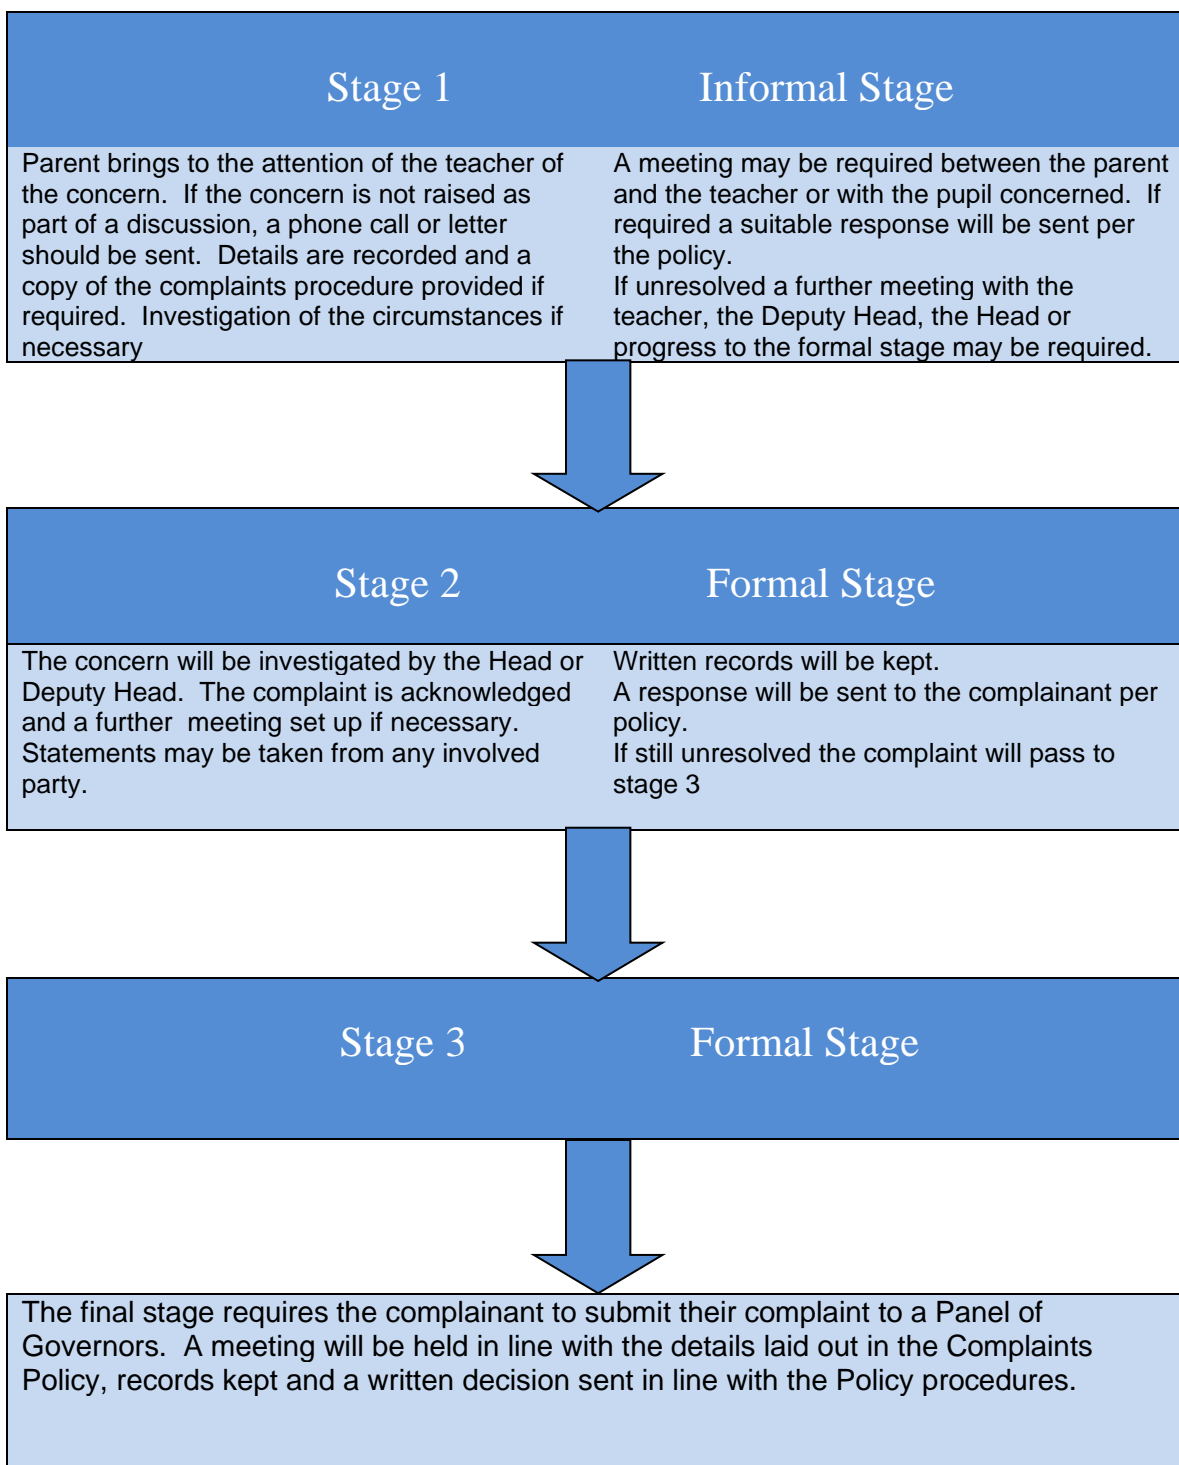 Stage 1 Informal Stage
Parent brings to the attention of the teacher of
the concern.  If the concern is not raised as
part of a discussion, a phone call or letter
should be sent.  Details are recorded and a
copy of the complaints procedure provided if
required.  Investigation of the circumstances if
necessary
A meeting may be required between the parent
and the teacher or with the pupil concerned.  If
required a suitable response will be sent per
the policy.
If unresolved a further meeting with the
teacher, the Deputy Head, the Head or
progress to the formal stage may be required.
Stage 2 Formal Stage
The concern will be investigated by the Head or
Deputy Head.  The complaint is acknowledged
and a further  meeting set up if necessary.
Statements may be taken from any involved
party.
Written records will be kept.
A response will be sent to the complainant per
policy.
If still unresolved the complaint will pass to
stage 3
Stage 3 Formal Stage
The final stage requires the complainant to submit their complaint to a Panel of
Governors.  A meeting will be held in line with the details laid out in the Complaints
Policy, records kept and a written decision sent in line with the Policy procedures.